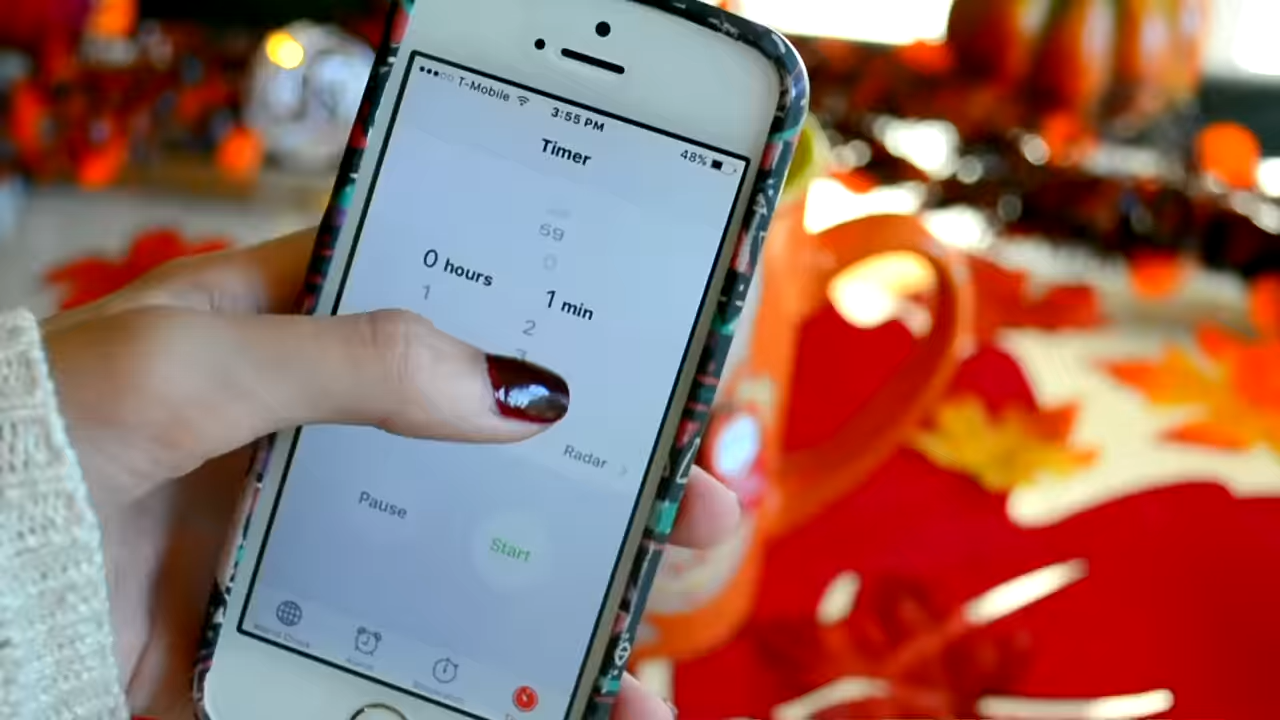 T-Mobile
3:55 PM
48%
Timer
59
0
0 hours
1 min
1
2
Radar >
Pause
Start